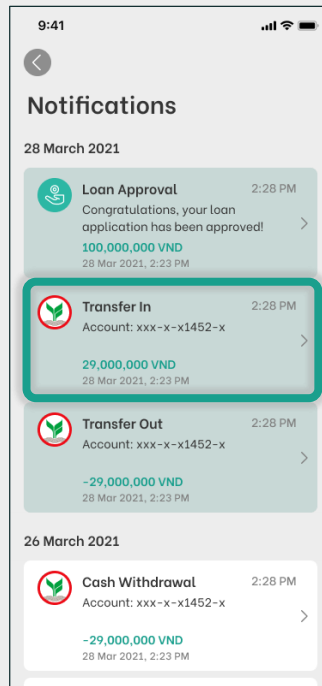 9:41
Notifications
28 March 2021
Loan Approval 2:28 PM
Congratulations, your loan
application has been approved!
100,000,000 VND
28 Mar 2021, 2:23 PM
Transfer In 2:28 PM
Account: xxx-x-x1452-x
29,000,000 VND
28 Mar 2021, 2:23 PM
Transfer Out 2:28 PM
Account: xxx-x-x1452-x
-29,000,000 VND
28 Mar 2021, 2:23 PM
26 March 2021
Cash Withdrawal 2:28 PM
Account: xxx-x-x1452-x
-29,000,000 VND
28 Mar 2021, 2:23 PM